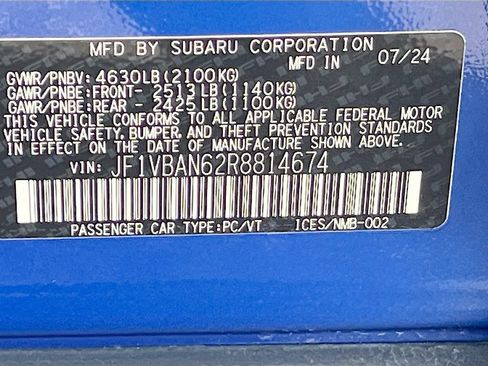 MFD BY SUBARU CORPORATION
MFD IN 07/24
GVWR/PNBV: 4630LB(2100KG)
GAWR/PNBE:FRONT- 2513LB(1140KG)
GAWR/PNBE:REAR - 2425LB(1100KG)
THIS VEHICLE CONFORMS TO ALL APPLICABLE FEDERAL MOTOR
VEHICLE SAFETY, BUMPER, AND THEFT PREVENTION STANDARDS
IN EFFECT ON THE DATE OF MANUFACTURE SHOWN ABOVE.
VIN: JF1VBAN62R8814674
PASSENGER CAR TYPE:PC/VT ICES/NMB-002